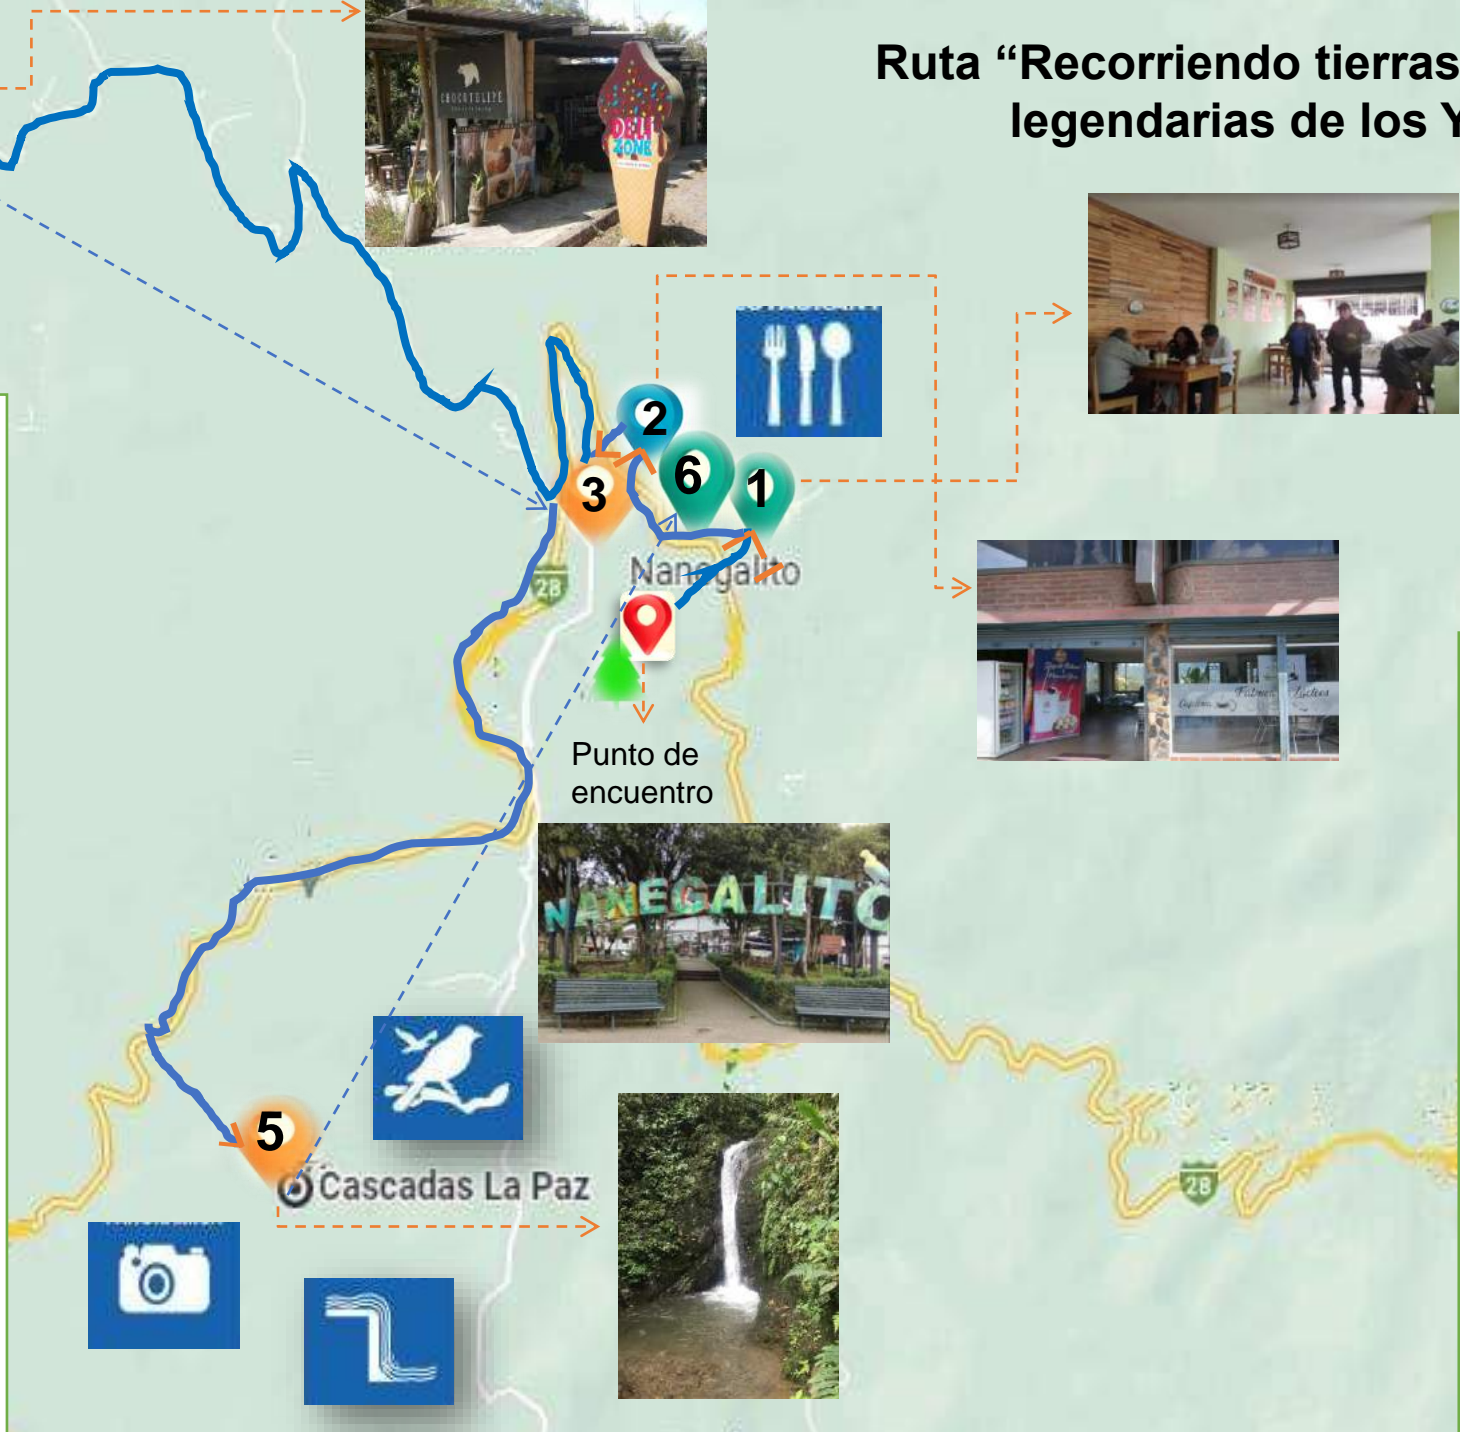 Ruta “Recorriendo tierras
legendarias de los Y
CHOCOTOLIPE
DELI
ZONE
2
6
1
3
Nanegalito
28
Punto de
encuentro
NANEGALITO
5
Cascadas La Paz
28